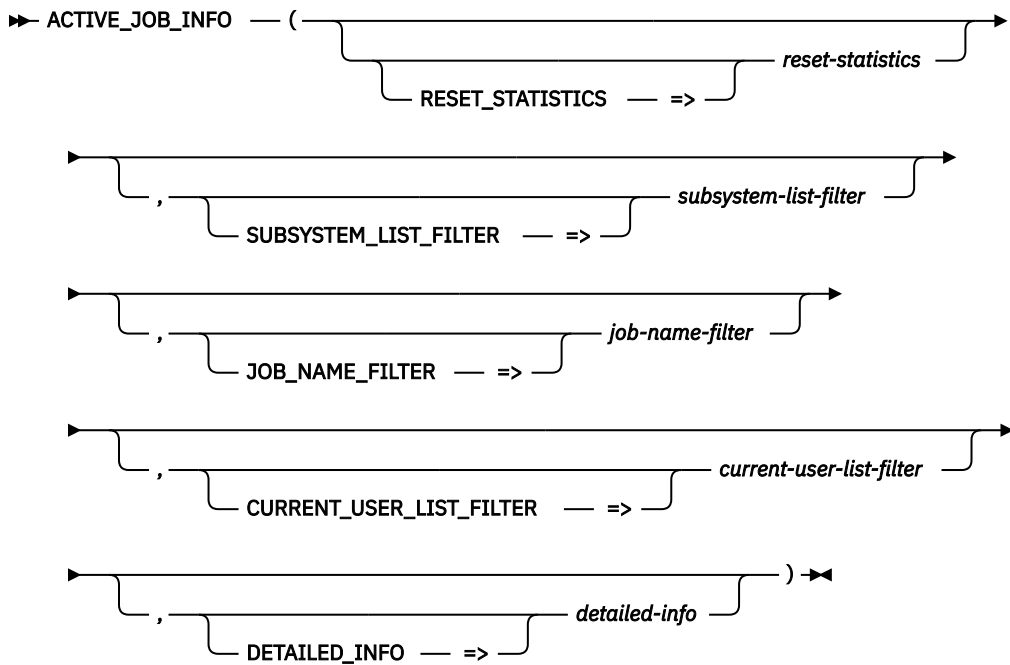 ACTIVE_JOB_INFO (
reset-statistics
RESET_STATISTICS =>
, subsystem-list-filter
SUBSYSTEM_LIST_FILTER =>
, job-name-filter
JOB_NAME_FILTER =>
, current-user-list-filter
CURRENT_USER_LIST_FILTER =>
)
, detailed-info
DETAILED_INFO =>